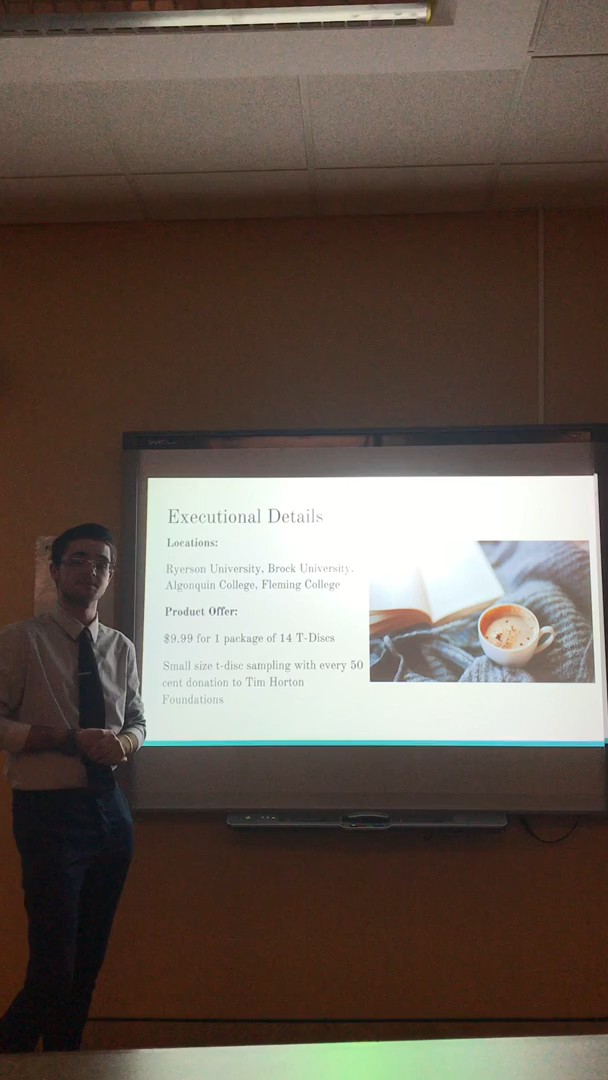 Executional Details
Locations:
Ryerson University, Brock University,
Algonquin College, Fleming College
Product Offer:
$9.99 for 1 package of 14 T-Discs
Small size t-disc sampling with every 50
cent donation to Tim Horton
Foundations